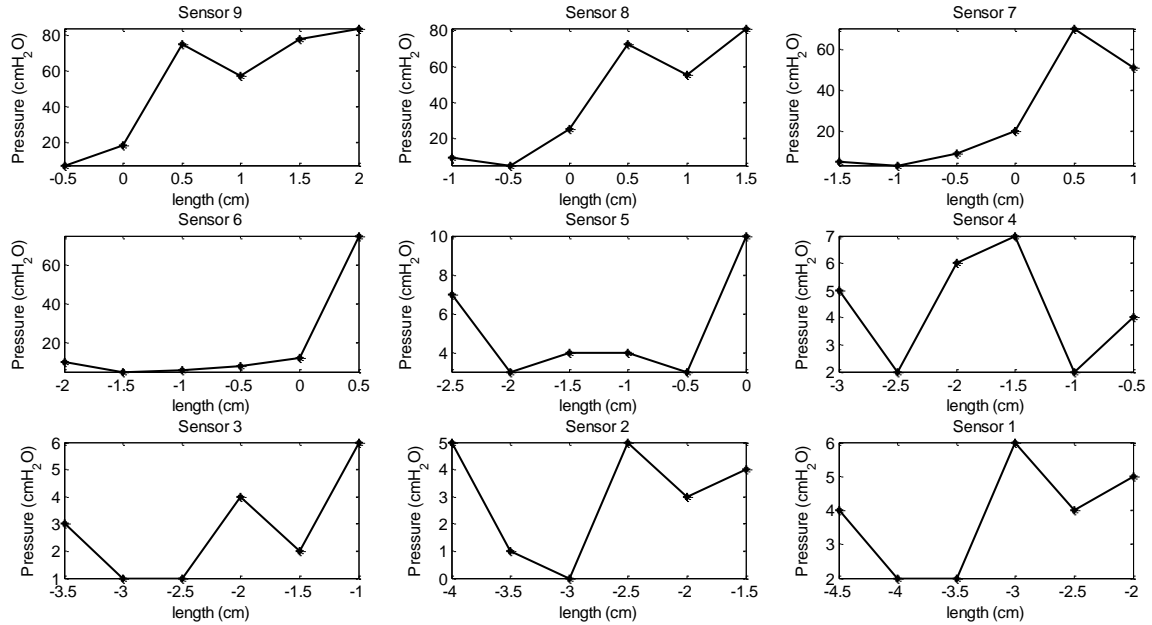 Sensor 9
Pressure (cmH2O)
80
60
40
20
-0.5 0 0.5 1 1.5 2
length (cm)
Sensor 8
Pressure (cmH2O)
80
60
40
20
-1 -0.5 0 0.5 1 1.5
length (cm)
Sensor 7
Pressure (cmH2O)
60
40
20
-1.5 -1 -0.5 0 0.5 1
length (cm)
Sensor 6
Pressure (cmH2O)
60
40
20
-2 -1.5 -1 -0.5 0 0.5
length (cm)
Sensor 5
Pressure (cmH2O)
10
8
6
4
-2.5 -2 -1.5 -1 -0.5 0
length (cm)
Sensor 4
Pressure (cmH2O)
7
6
5
4
3
2
-3 -2.5 -2 -1.5 -1 -0.5
length (cm)
Sensor 3
Pressure (cmH2O)
6
5
4
3
2
1
-3.5 -3 -2.5 -2 -1.5 -1
length (cm)
Sensor 2
Pressure (cmH2O)
5
4
3
2
1
0
-4 -3.5 -3 -2.5 -2 -1.5
length (cm)
Sensor 1
Pressure (cmH2O)
6
5
4
3
2
-4.5 -4 -3.5 -3 -2.5 -2
length (cm)